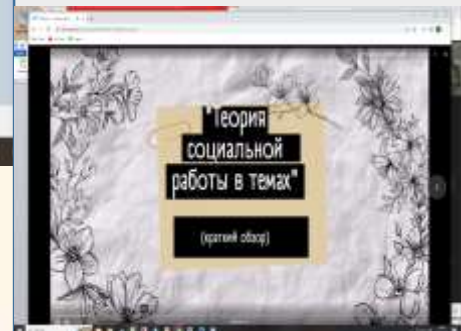 "Теория
социальной
работы в темах"
(краткий обзор)